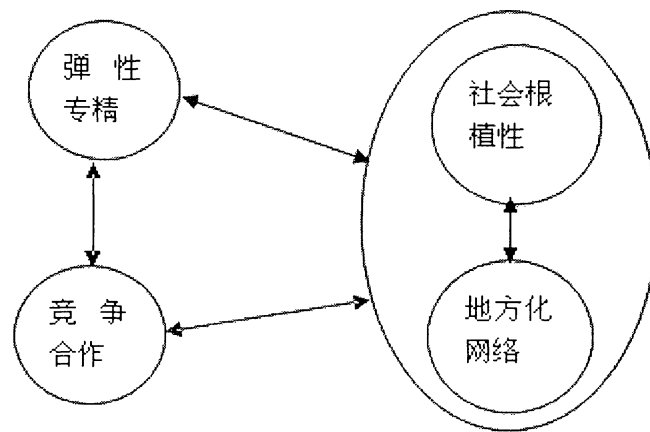 弹 性
专精
社会根
植性
竞 争
合作
地方化
网络